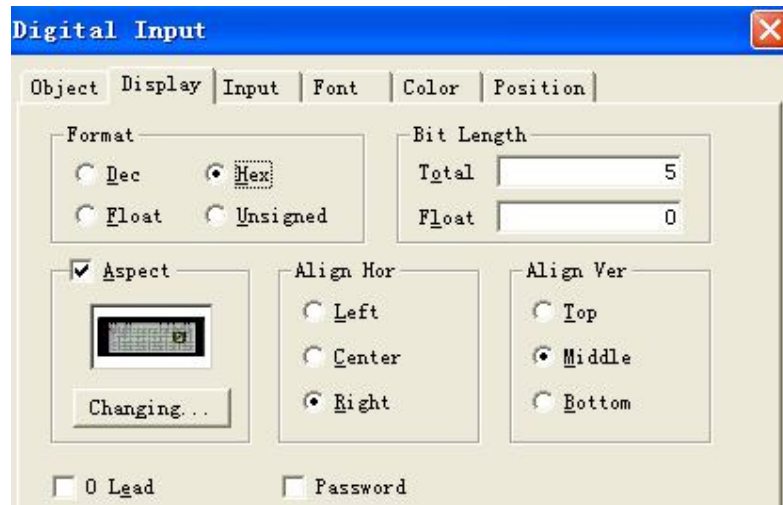 Digital Input
Object Display Input Font Color Position
Format
Dec Hex
Float Unsigned
Bit Length
Total 5
Float 0
Aspect
Changing...
Align Hor
Left
Center
Right
Align Ver
Top
Middle
Bottom
0 Lead Password